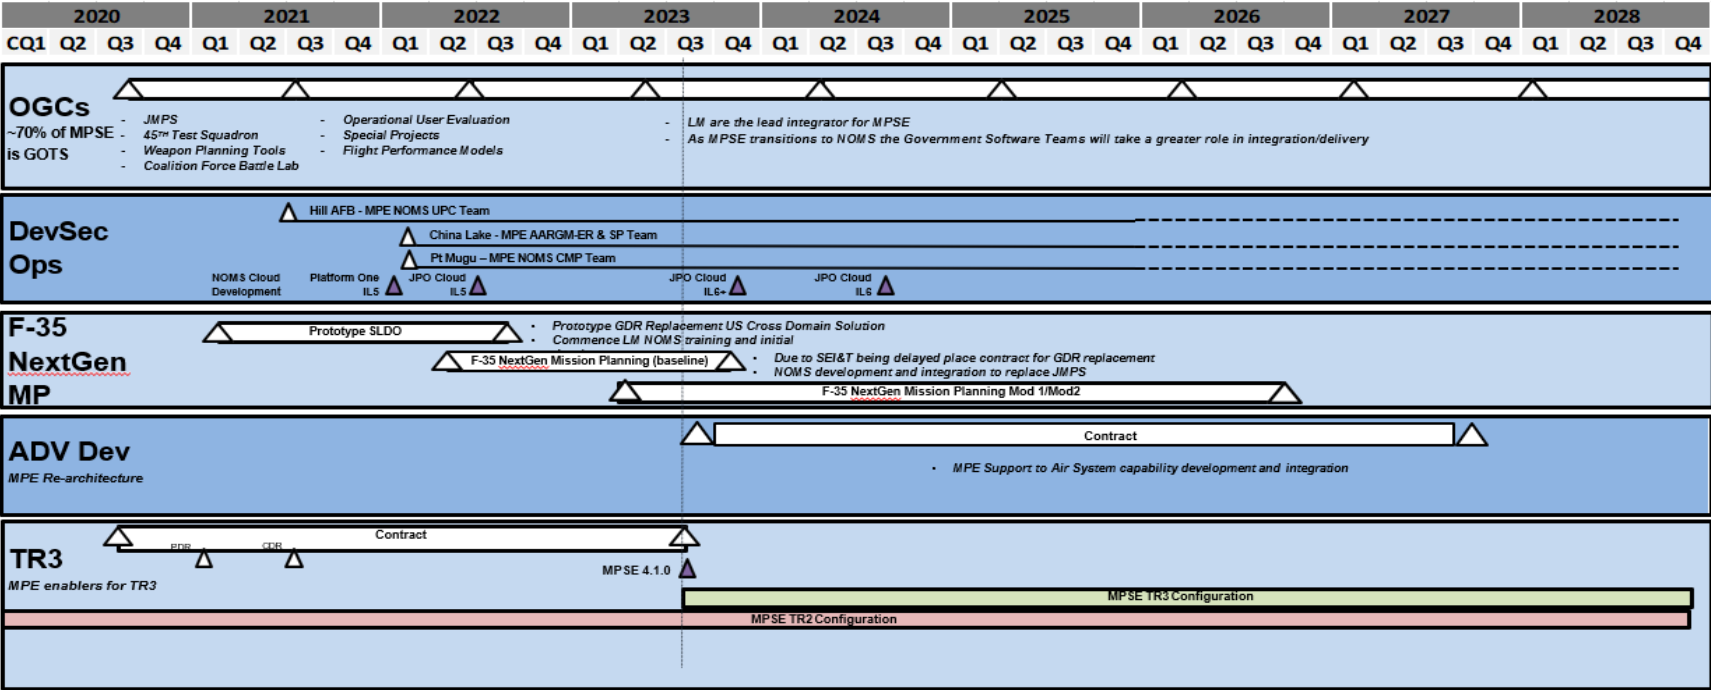 2020 2021 2022 2023 2024 2025 2026 2027 2028
CQ1 Q2 Q3 Q4 Q1 Q2 Q3 Q4 Q1 Q2 Q3 Q4 Q1 Q2 Q3 Q4 Q1 Q2 Q3 Q4 Q1 Q2 Q3 Q4 Q1 Q2 Q3 Q4 Q1 Q2 Q3 Q4 Q1 Q2 Q3 Q4
OGCs
~70% of MPSE
is GOTS
- JMPS
- 45TH Test Squadron
- Weapon Planning Tools
- Coalition Force Battle Lab
- Operational User Evaluation
- Special Projects
- Flight Performance Models
- LM are the lead integrator for MPSE
- As MPSE transitions to NOMS the Government Software Teams will take a greater role in integration/delivery
DevSec
Ops
Hill AFB - MPE NOMS UPC Team
China Lake - MPE AARGM-ER & SP Team
Pt Mugu – MPE NOMS CMP Team
NOMS Cloud
Development
Platform One
IL5
JPO Cloud
IL5
JPO Cloud
IL6+
JPO Cloud
IL6
F-35
NextGen
MP
Prototype SLDO
• Prototype GDR Replacement US Cross Domain Solution
• Commence LM NOMS training and initial
F-35 NextGen Mission Planning (baseline)
• Due to SEI&T being delayed place contract for GDR replacement
• NOMS development and integration to replace JMPS
F-35 NextGen Mission Planning Mod 1/Mod2
ADV Dev
MPE Re-architecture
Contract
• MPE Support to Air System capability development and integration
TR3
MPE enablers for TR3
Contract
PDR
CDR
MPSE 4.1.0
MPSE TR3 Configuration
MPSE TR2 Configuration